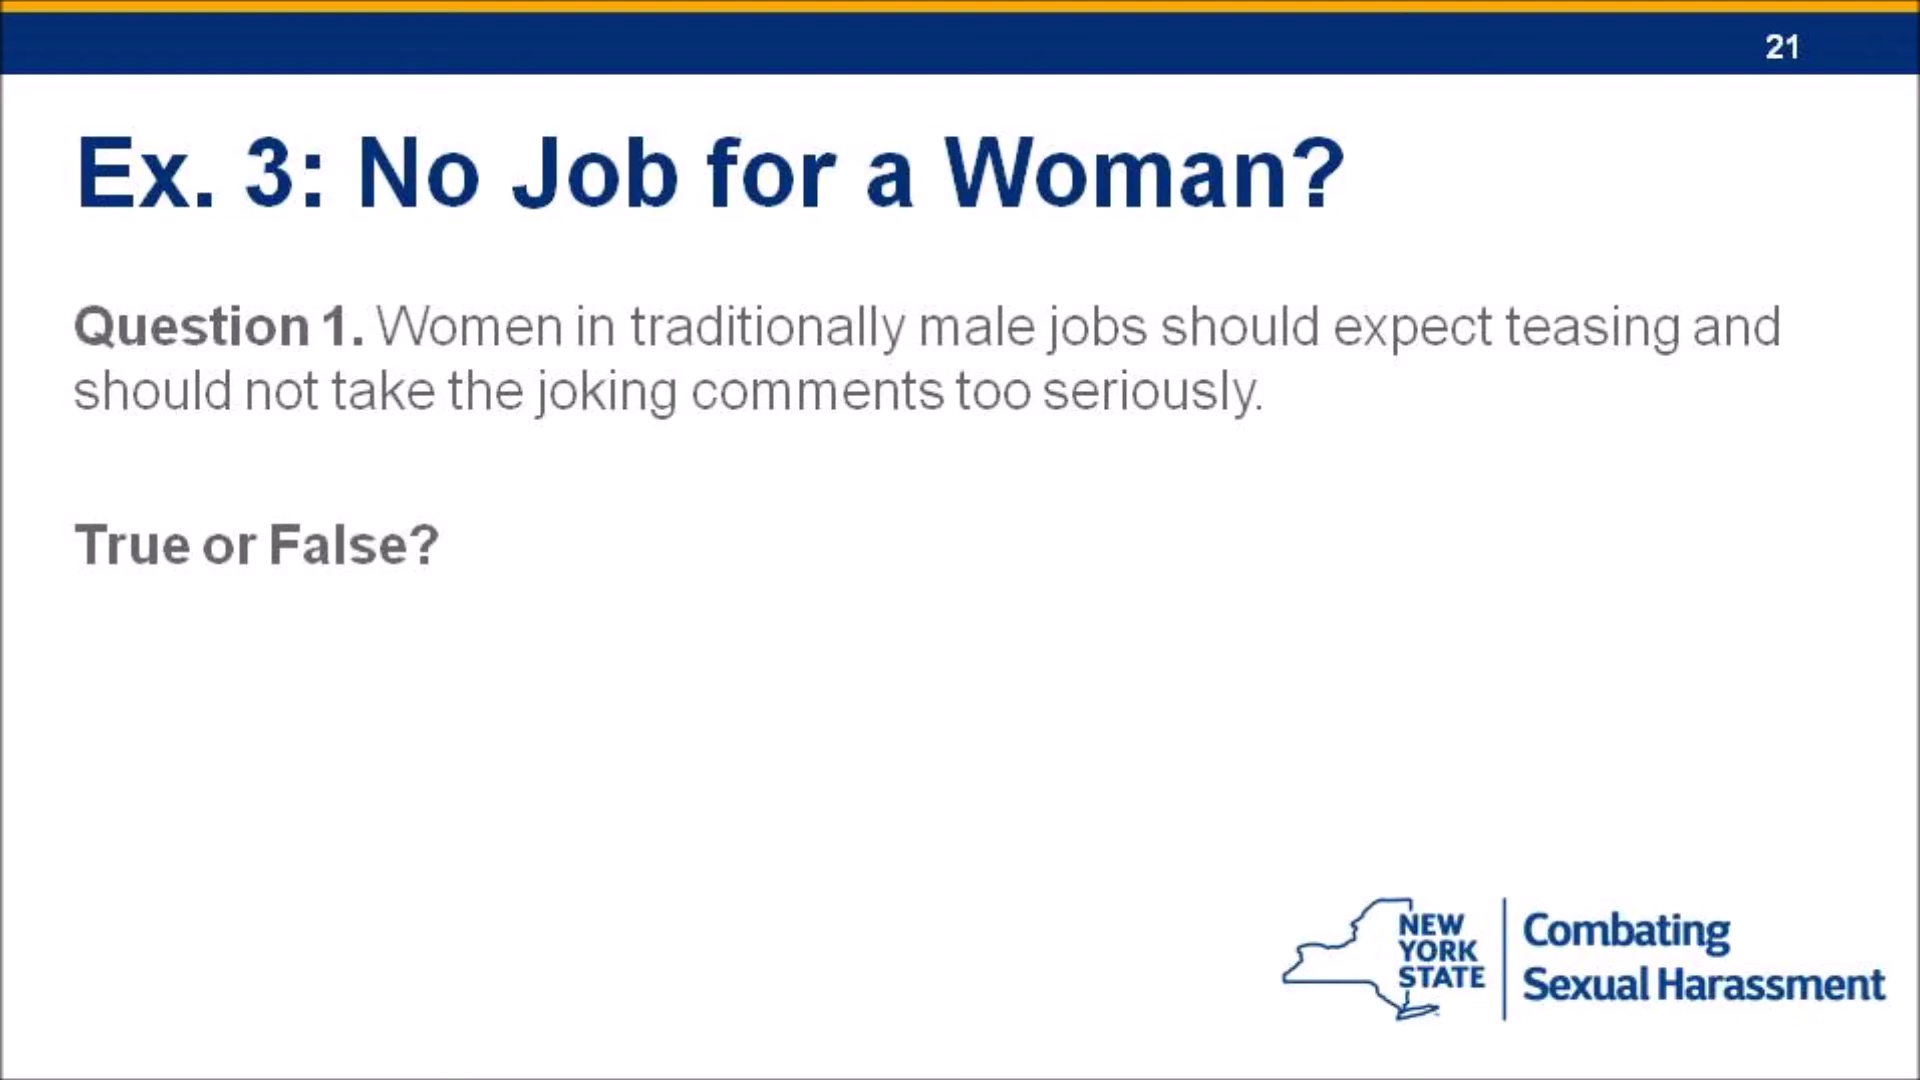 21
Ex. 3: No Job for a Woman?
Question 1. Women in traditionally male jobs should expect teasing and
should not take the joking comments too seriously.
True or False?
NEW
YORK
STATE
Combating
Sexual Harassment